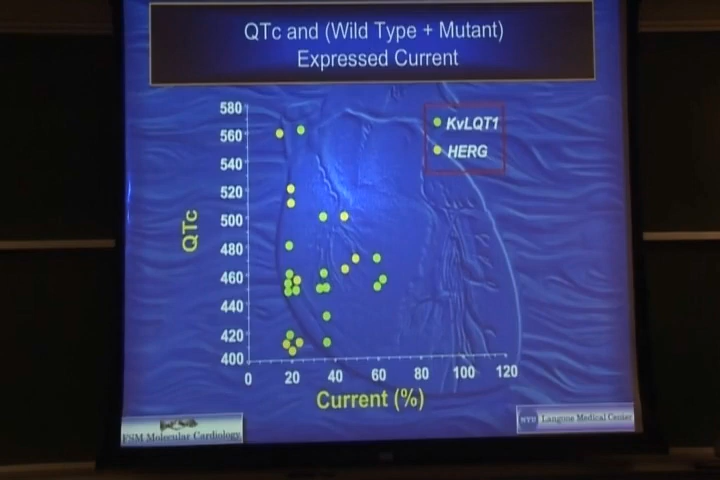 QTc and (Wild Type + Mutant)
Expressed Current
KvLQT1
HERG
QTc
580
560
540
520
500
480
460
440
420
400
0 20 40 60 80 100 120
Current (%)
FSM Molecular Cardiology
NYU Langone Medical Center